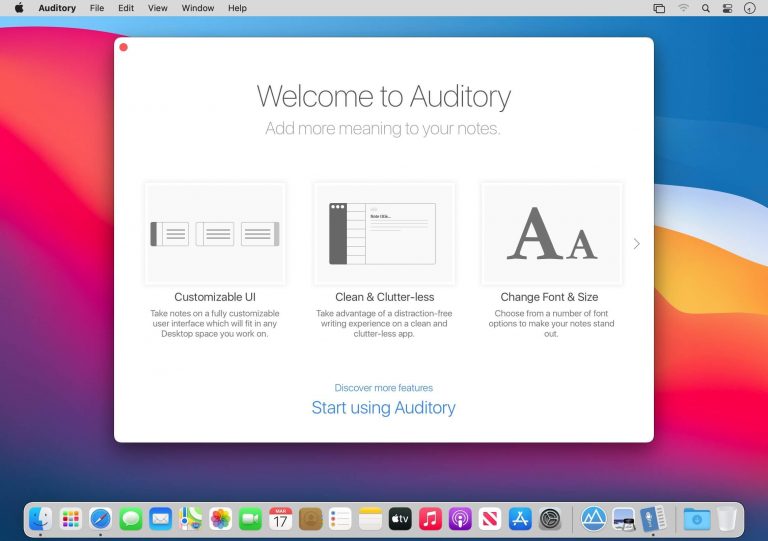 Auditory File Edit View Window Help
Welcome to Auditory
Add more meaning to your notes.
Note title...
A A
Customizable UI
Take notes on a fully customizable
user interface which will fit in any
Desktop space you work on.
Clean & Clutter-less
Take advantage of a distraction-free
writing experience on a clean and
clutter-less app.
Change Font & Size
Choose from a number of font
options to make your notes stand
out.
Discover more features
Start using Auditory
MAR
17
tv